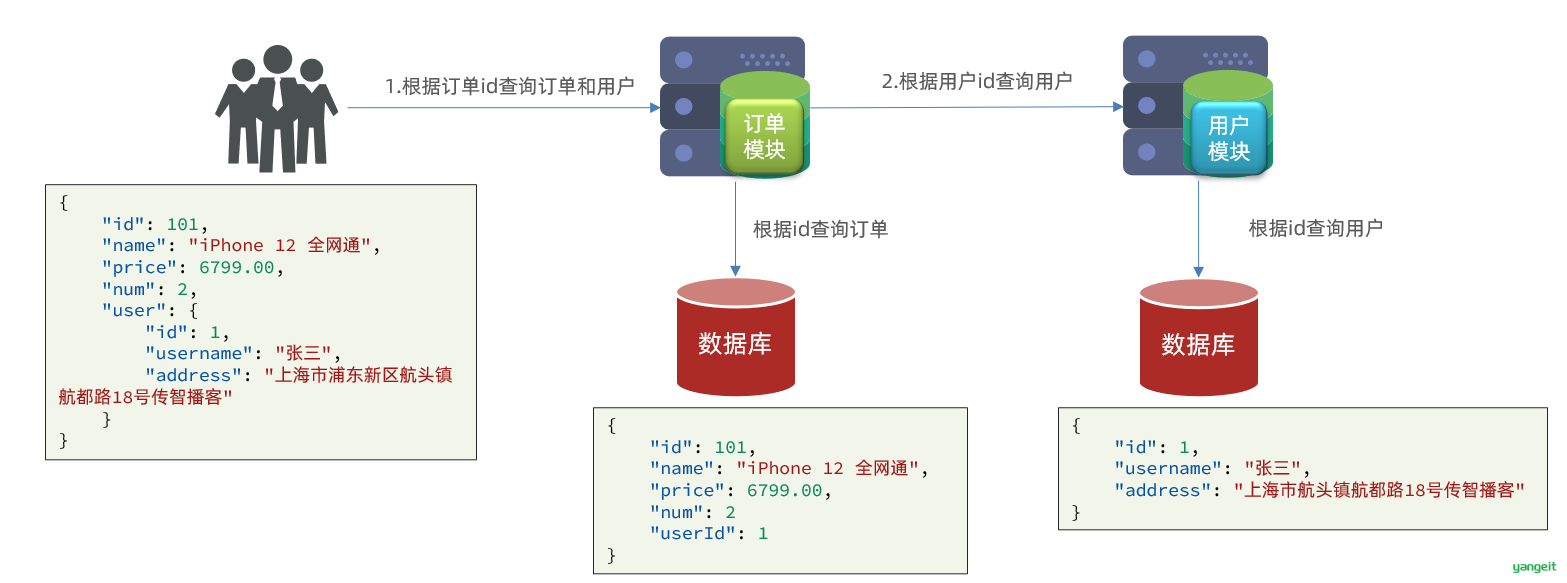 1.根据订单id查询订单和用户
2.根据用户id查询用户
订单
模块
用户
模块
{
    "id": 101,
    "name": "iPhone 12 全网通",
    "price": 6799.00,
    "num": 2,
    "user": {
        "id": 1,
        "username": "张三",
        "address": "上海市浦东新区航头镇
航都路18号传智播客"
    }
}
根据id查询订单
根据id查询用户
数据库
数据库
{
    "id": 101,
    "name": "iPhone 12 全网通",
    "price": 6799.00,
    "num": 2
    "userId": 1
}
{
    "id": 1,
    "username": "张三",
    "address": "上海市航头镇航都路18号传智播客"
}
yangeit